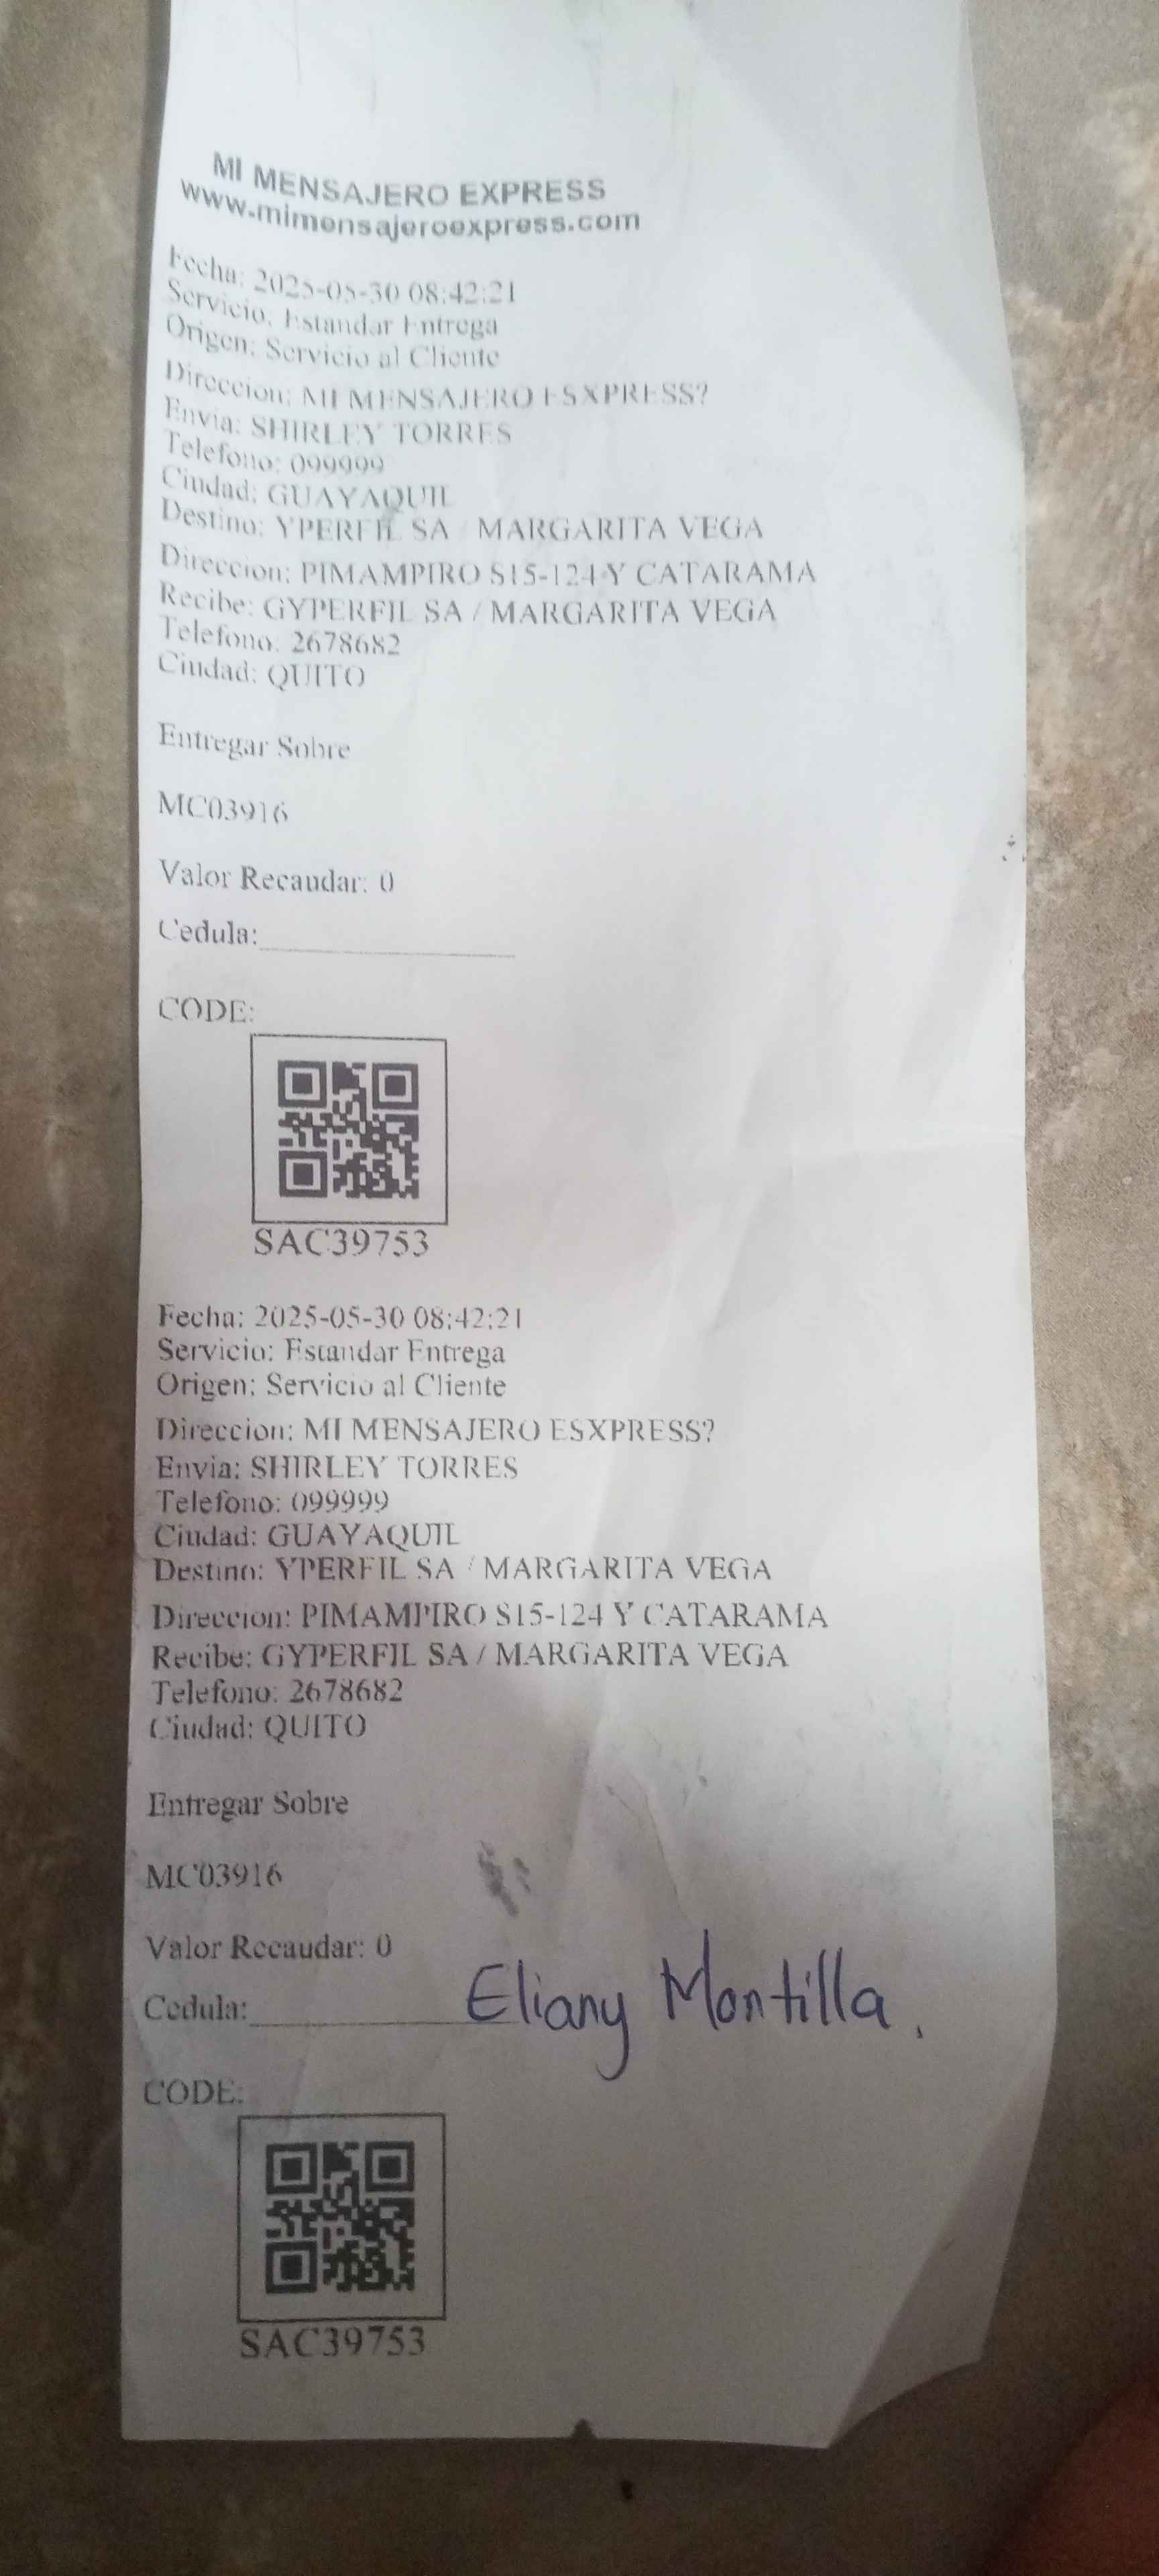 MI MENSAJERO EXPRESS
www.mimensajeroexpress.com
Fecha: 2025-05-30 08:42:21
Servicio: Estandar Entrega
Origen: Servicio al Cliente
Direccion: MI MENSAJERO ESXPRESS?
Envia: SHIRLEY TORRES
Telefono: 099999
Ciudad: GUAYAQUIL
Destino: YPERFIL SA / MARGARITA VEGA
Direccion: PIMAMPIRO S15-124 Y CATARAMA
Recibe: GYPERFIL SA / MARGARITA VEGA
Telefono: 2678682
Ciudad: QUITO
Entregar Sobre
MC03916
Valor Recaudar: 0
Cedula:
CODE:
SAC39753
Fecha: 2025-05-30 08:42:21
Servicio: Estandar Entrega
Origen: Servicio al Cliente
Direccion: MI MENSAJERO ESXPRESS?
Envia: SHIRLEY TORRES
Telefono: 099999
Ciudad: GUAYAQUIL
Destino: YPERFIL SA / MARGARITA VEGA
Direccion: PIMAMPIRO S15-124 Y CATARAMA
Recibe: GYPERFIL SA / MARGARITA VEGA
Telefono: 2678682
Ciudad: QUITO
Entregar Sobre
MC03916
Valor Recaudar: 0
Cedula: Eliany Montilla.
CODE:
SAC39753